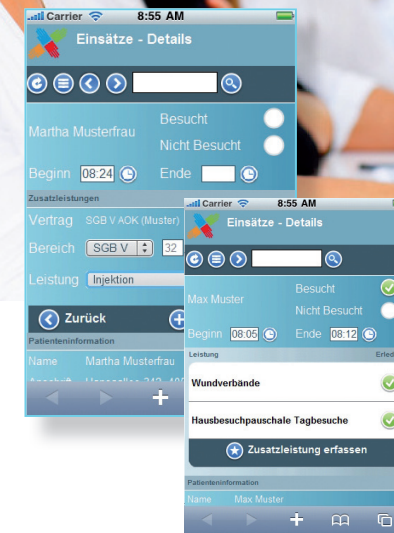 Carrier 8:55 AM
Einsätze - Details
Martha Musterfrau
Besucht
Nicht Besucht
Beginn 08:24 Ende
Zusatzleistungen
Vertrag SGB V AOK (Muster)
Bereich SGB V 32
Leistung Injektion
Zurück
Patienteninformation
Name Martha Musterfrau
Carrier 8:55 AM
Einsätze - Details
Max Muster
Besucht
Nicht Besucht
Beginn 08:05 Ende 08:12
Leistung Erled
Wundverbände
Hausbesuchpauschale Tagbesuche
Zusatzleistung erfassen
Patienteninformation
Name Max Muster